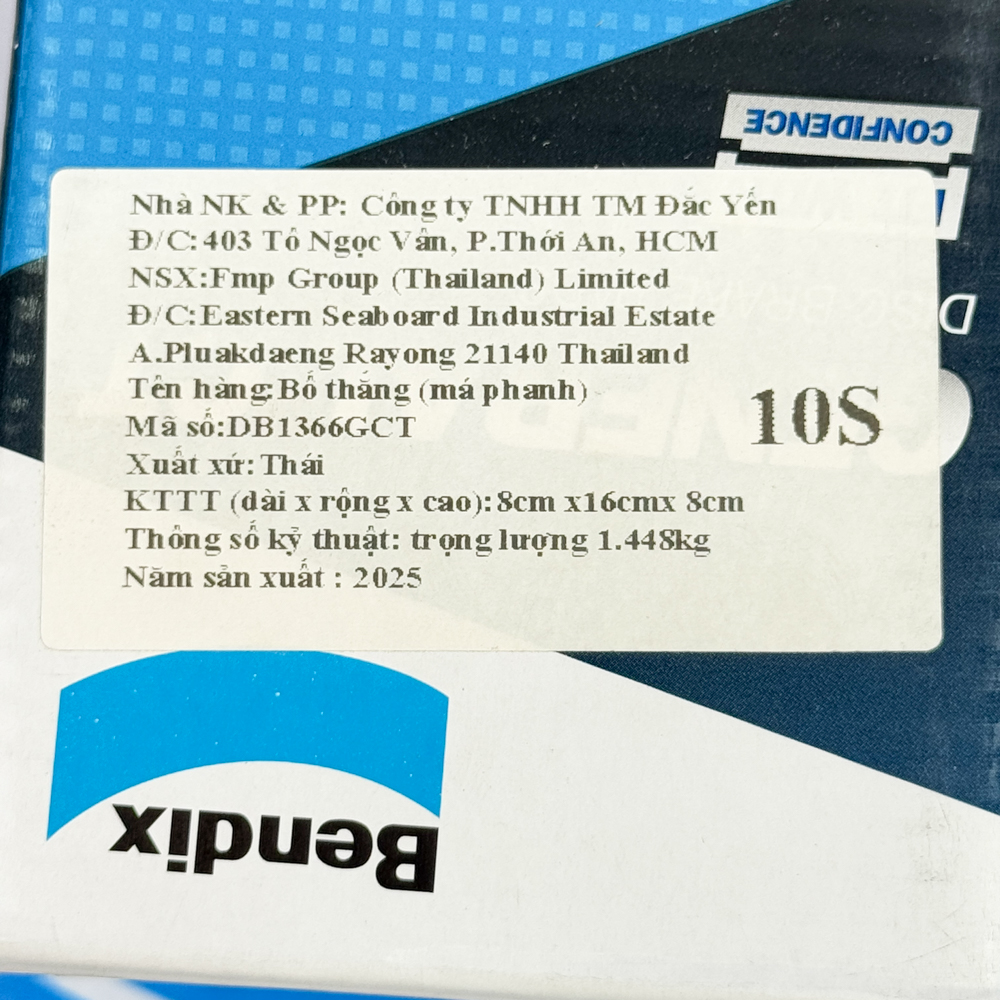 CONFIDENCE
Nhà NK & PP: Công ty TNHH TM Đắc Yến
Đ/C:403 Tô Ngọc Vân, P.Thới An, HCM
NSX:Fmp Group (Thailand) Limited
Đ/C:Eastern Seaboard Industrial Estate
A.Pluakdaeng Rayong 21140 Thailand
Tên hàng:Bố thắng (má phanh)
Mã số:DB1366GCT
10S
Xuất xứ: Thái
KTTT (dài x rộng x cao):8cm x16cmx 8cm
Thông số kỷ thuật: trọng lượng 1.448kg
Năm sản xuất : 2025
Bendix